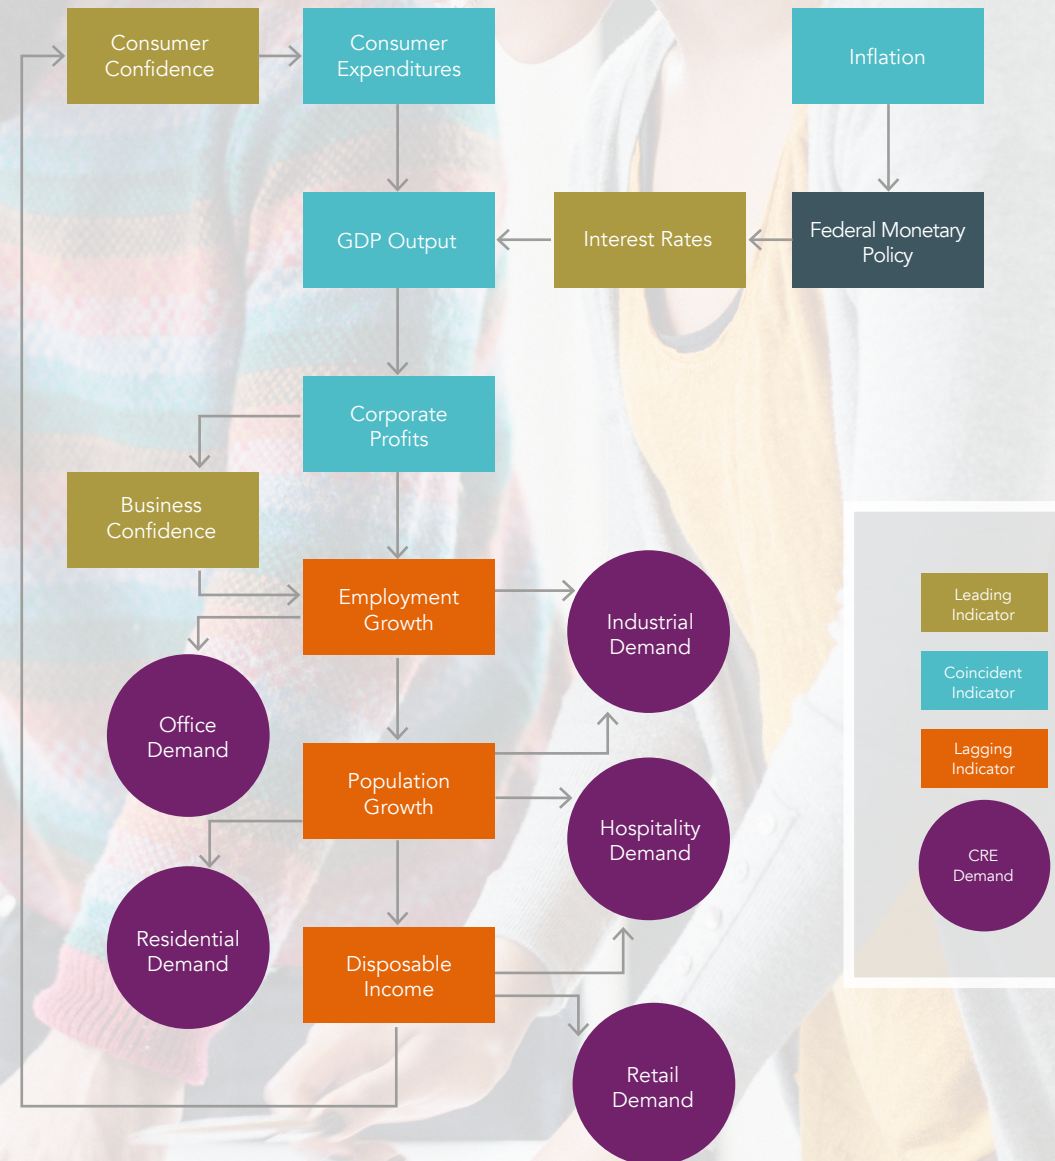 Consumer
Confidence
Consumer
Expenditures
Inflation
GDP Output
Interest Rates
Federal Monetary
Policy
Corporate
Profits
Business
Confidence
Employment
Growth
Industrial
Demand
Office
Demand
Population
Growth
Hospitality
Demand
Residential
Demand
Disposable
Income
Retail
Demand
Leading
Indicator
Coincident
Indicator
Lagging
Indicator
CRE
Demand